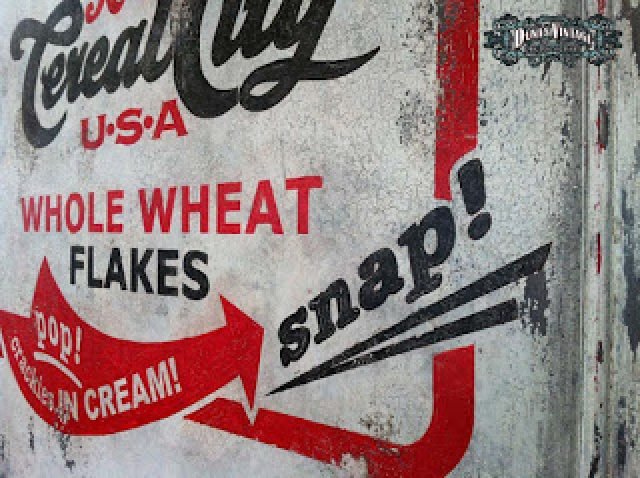 Cereal City
U·S·A
WHOLE WHEAT
FLAKES
snap!
pop!
crackles IN CREAM!